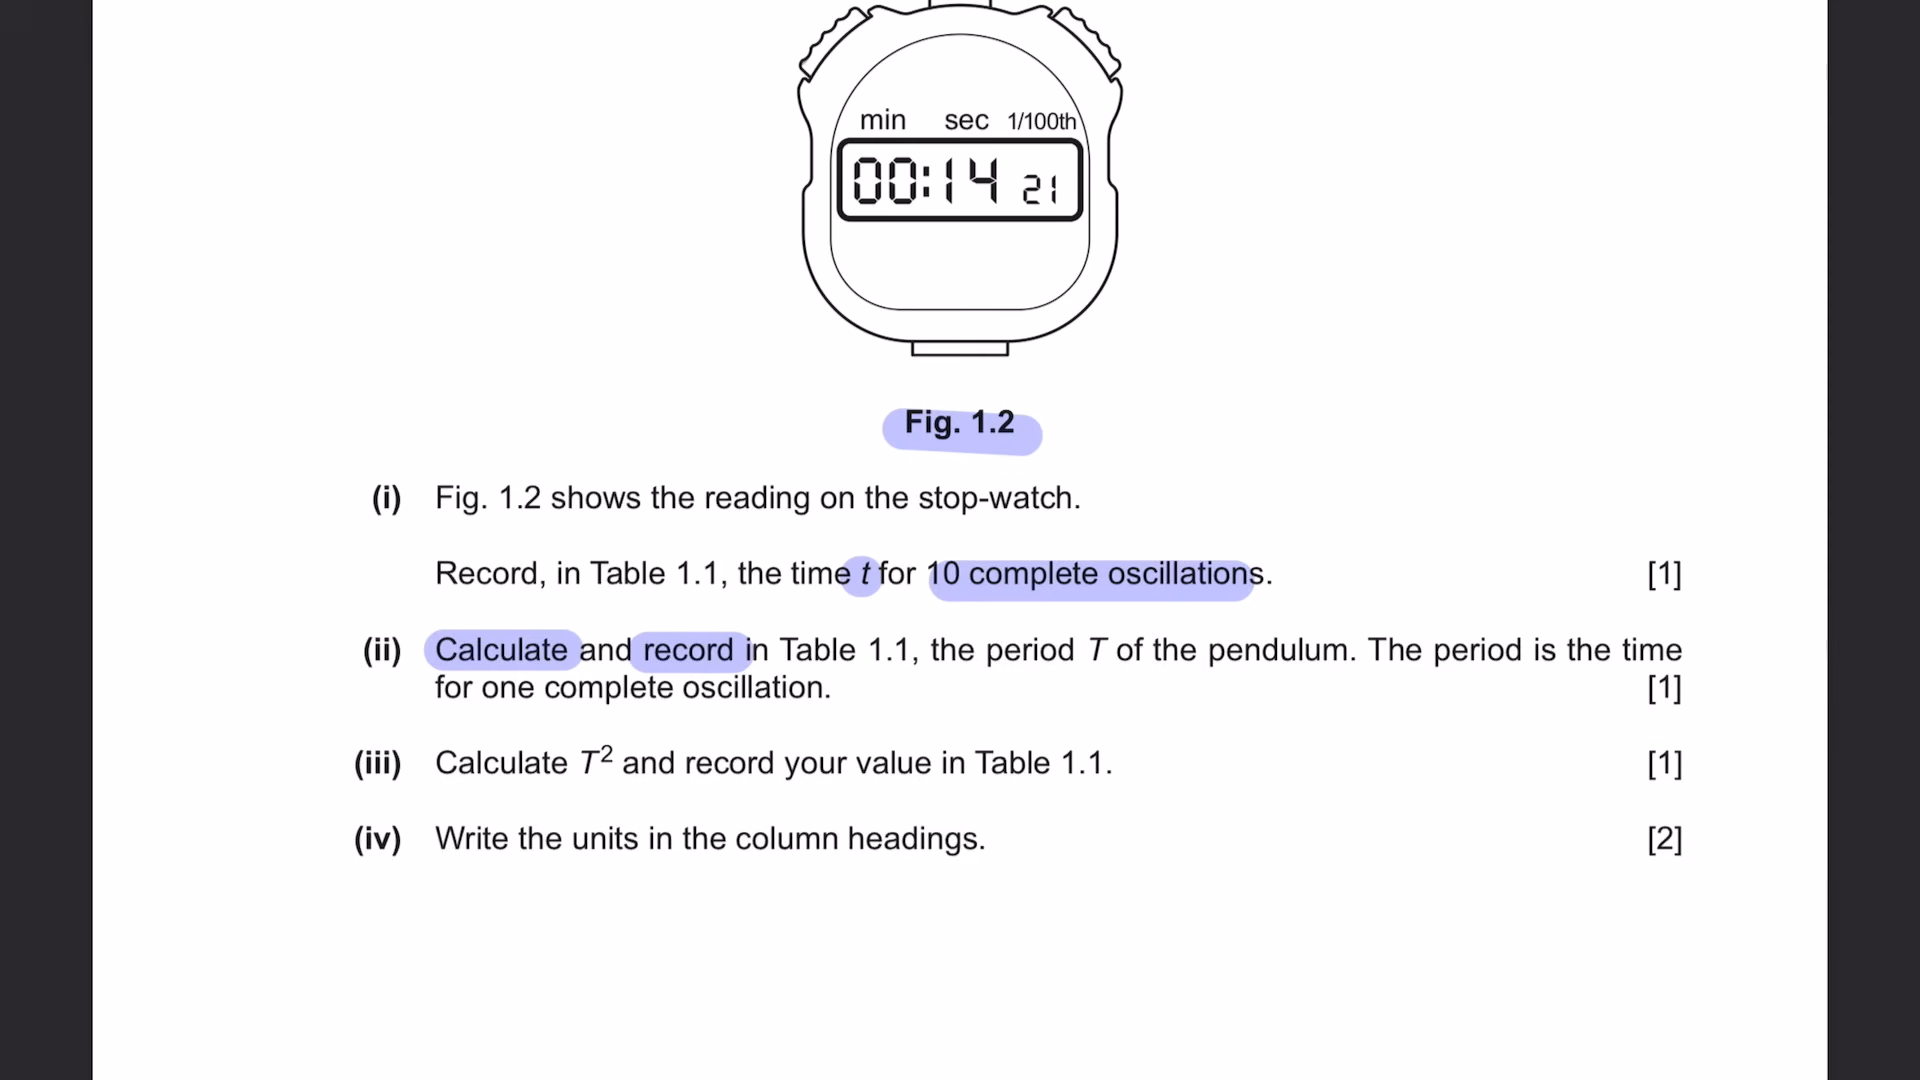 min sec 1/100th
00:14 21
Fig. 1.2
(i) Fig. 1.2 shows the reading on the stop-watch.
Record, in Table 1.1, the time t for 10 complete oscillations. [1]
(ii) Calculate and record in Table 1.1, the period T of the pendulum. The period is the time
for one complete oscillation. [1]
(iii) Calculate T² and record your value in Table 1.1. [1]
(iv) Write the units in the column headings. [2]